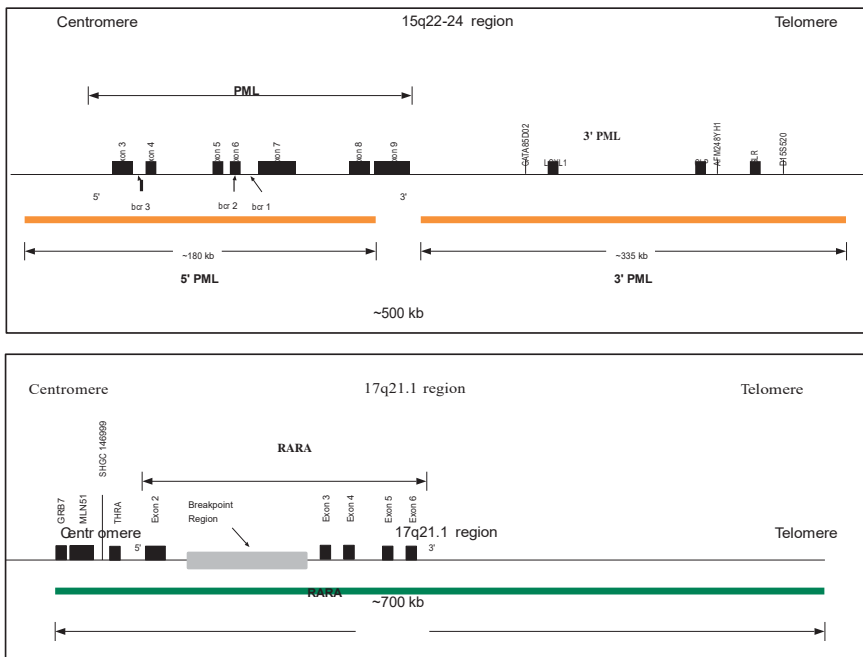 Centromere 15q22-24 region Telomere
PML
3' PML
Exon 3
Exon 4
Exon 5
Exon 6
Exon 7
Exon 8
Exon 9
GATA85D02
AFM248YH1
D15S520
5'
bcr 3
bcr 2
bcr 1
3'
~180 kb
~335 kb
5' PML
3' PML
~500 kb
Centromere 17q21.1 region Telomere
RARA
GRB7
MLN51
SHGC 146999
THRA
Exon 2
Breakpoint
Region
Exon 3
Exon 4
Exon 5
Exon 6
Centromere
5'
17q21.1 region
3'
Telomere
RARA
~700 kb